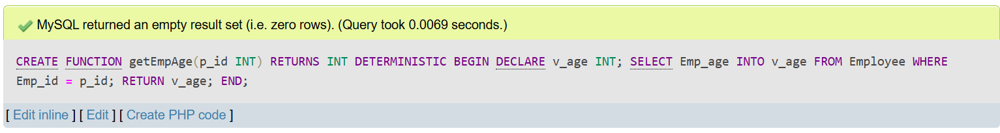 MySQL returned an empty result set (i.e. zero rows). (Query took 0.0069 seconds.)
CREATE FUNCTION getEmpAge(p_id INT) RETURNS INT DETERMINISTIC BEGIN DECLARE v_age INT; SELECT Emp_age INTO v_age FROM Employee WHERE
Emp_id = p_id; RETURN v_age; END;
[ Edit inline ] [ Edit ] [ Create PHP code ]